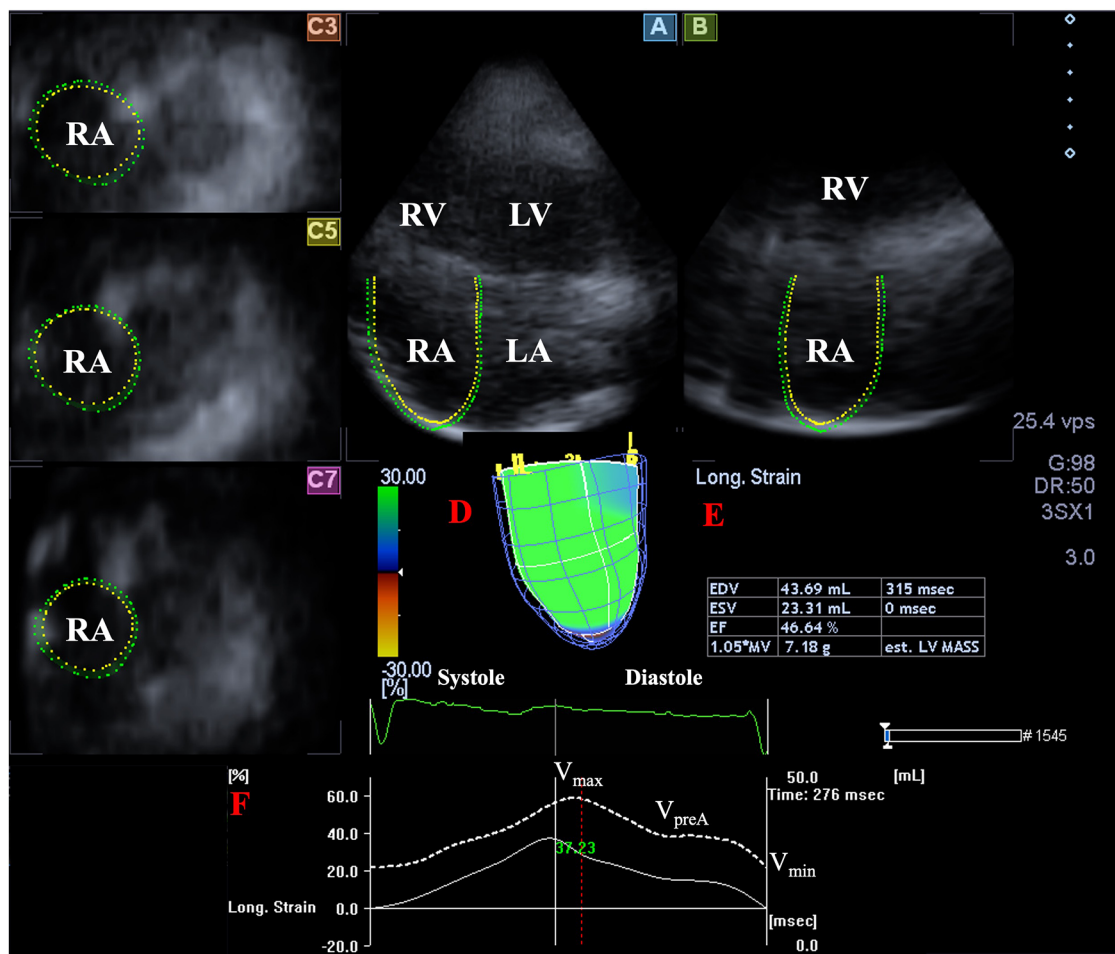 C3
RA
C5
RA
C7
RA
A
RV
LV
RA
LA
B
RV
RA
25.4 vps
G:98
DR:50
3SX1
3.0
30.00
-30.00
[%]
D
Long. Strain
E
EDV 43.69 mL 315 msec
ESV 23.31 mL 0 msec
EF 46.64 %
1.05*MV 7.18 g est. LV MASS
Systole
Diastole
# 1545
[%]
F
60.0
40.0
20.0
Long. Strain 0.0
-20.0
Vmax
37.23
VpreA
Vmin
50.0 [mL]
Time: 276 msec
[msec]
0.0